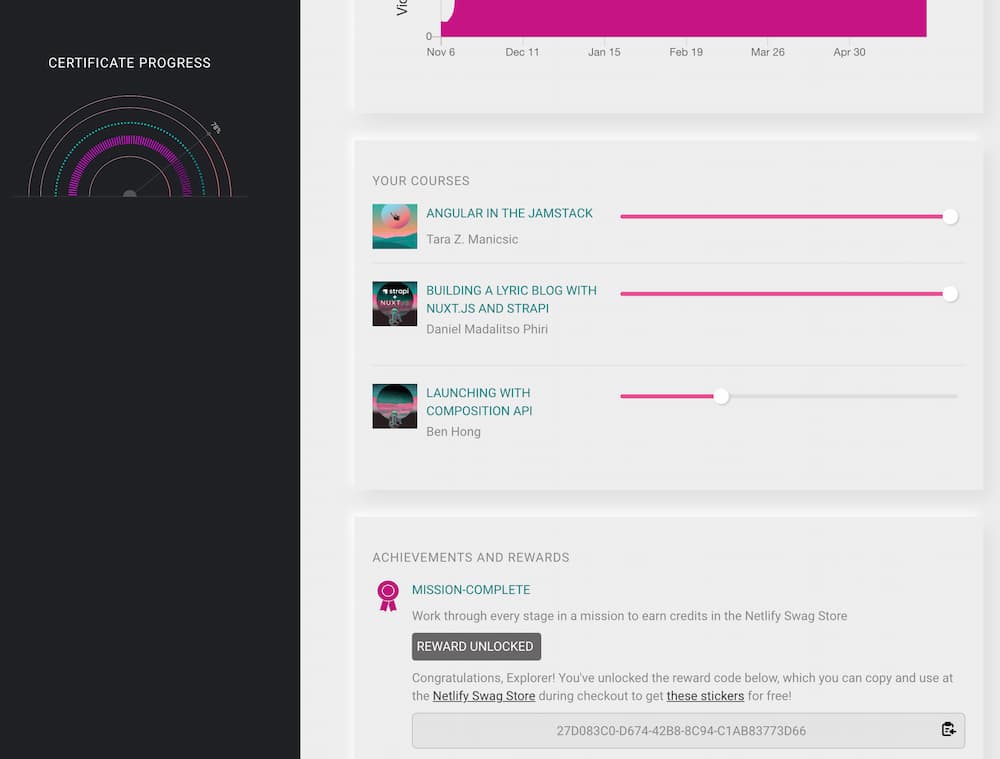 CERTIFICATE PROGRESS
78%
0
Nov 6 Dec 11 Jan 15 Feb 19 Mar 26 Apr 30
YOUR COURSES
ANGULAR IN THE JAMSTACK
Tara Z. Manicsic
strapi
+
NUXT.JS
BUILDING A LYRIC BLOG WITH
NUXT.JS AND STRAPI
Daniel Madalitso Phiri
LAUNCHING WITH
COMPOSITION API
Ben Hong
ACHIEVEMENTS AND REWARDS
MISSION-COMPLETE
Work through every stage in a mission to earn credits in the Netlify Swag Store
REWARD UNLOCKED
Congratulations, Explorer! You've unlocked the reward code below, which you can copy and use at
the Netlify Swag Store during checkout to get these stickers for free!
27D083C0-D674-42B8-8C94-C1AB83773D66